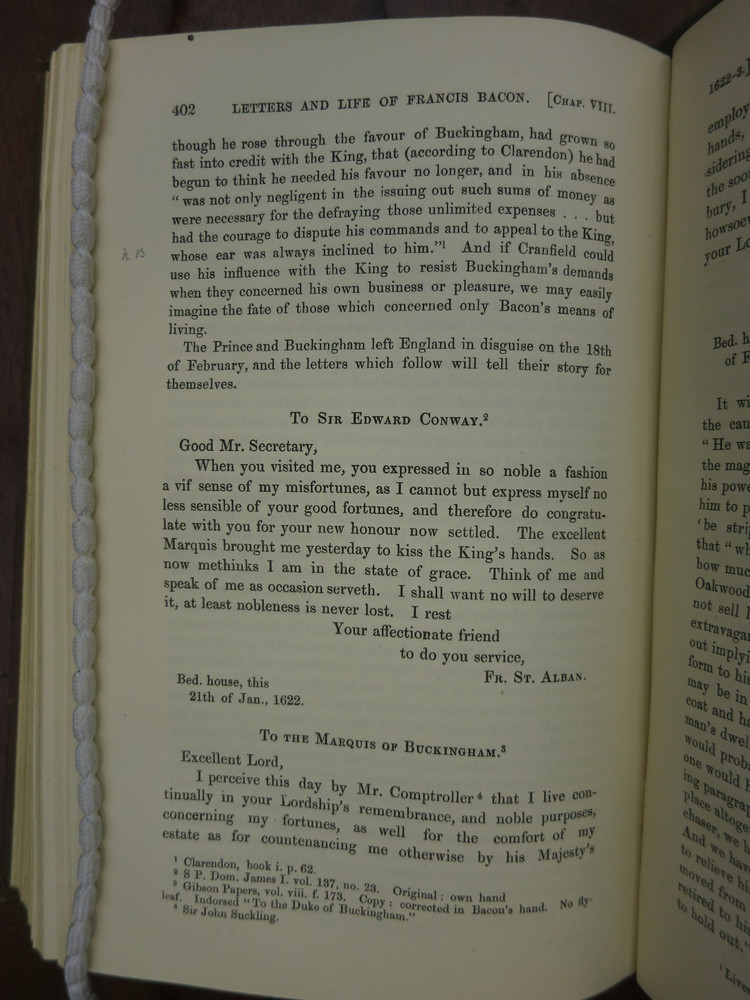 402 LETTERS AND LIFE OF FRANCIS BACON. [CHAP. VIII.
though he rose through the favour of Buckingham, had grown so
fast into credit with the King, that (according to Clarendon) he had
begun to think he needed his favour no longer, and in his absence
“was not only negligent in the issuing out such sums of money as
were necessary for the defraying those unlimited expenses . . . but
had the courage to dispute his commands and to appeal to the King,
whose ear was always inclined to him.”¹ And if Cranfield could
use his influence with the King to resist Buckingham's demands
when they concerned his own business or pleasure, we may easily
imagine the fate of those which concerned only Bacon's means of
living.
The Prince and Buckingham left England in disguise on the 18th
of February, and the letters which follow will tell their story for
themselves.
TO SIR EDWARD CONWAY.²
Good Mr. Secretary,
When you visited me, you expressed in so noble a fashion
a vif sense of my misfortunes, as I cannot but express myself no
less sensible of your good fortunes, and therefore do congratu-
late with you for your new honour now settled. The excellent
Marquis brought me yesterday to kiss the King's hands. So as
now methinks I am in the state of grace. Think of me and
speak of me as occasion serveth. I shall want no will to deserve
it, at least nobleness is never lost. I rest
Your affectionate friend
to do you service,
FR. ST. ALBAN.
Bed. house, this
21th of Jan., 1622.
TO THE MARQUIS OF BUCKINGHAM.³
Excellent Lord,
I perceive this day by Mr. Comptroller⁴ that I live con-
tinually in your Lordship's remembrance, and noble purposes,
concerning my fortunes, as well for the comfort of my
estate as for countenancing me otherwise by his Majesty's
¹ Clarendon, book i. p. 62.
² S P. Dom. James I. vol. 137, no. 23. Original: own hand
³ Gibson Papers, vol. viii. f. 173. Copy: corrected in Bacon's hand. No fly-
leaf. Indorsed “To the Duke of Buckingham.”
⁴ Sir John Suckling.
1622-3.]
employ
hands,
sidering
the soo
bury, I
howsoev
your Lo
Bed. h
of F
It wi
the cau
“He wa
the mag
his powe
him to p
'be strip
that “wh
how muc
Oakwood
not sell h
extravagan
out implyi
form to his
may be in
coat and ha
man's dwel
would proba
one would h
ing paragrap
place altoge
chaser, we h
And we have
to relieve hi
moved from
retired to his
to hold out.”